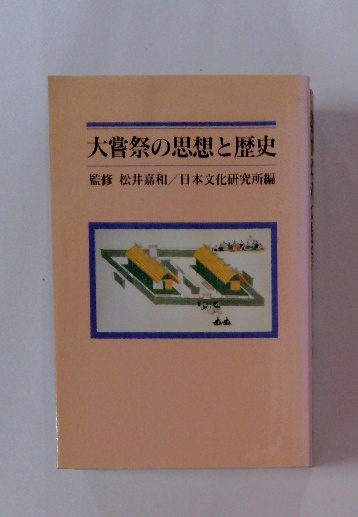 大嘗祭の思想と歴史
監修 松井嘉和／日本文化研究所編